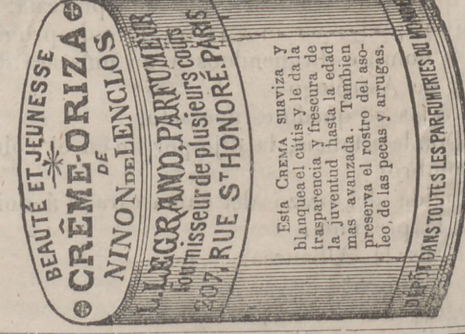 BEAUTÉ ET JEUNESSE
CRÊME-ORIZA
DE
NINON DE LENCLOS
L. LEGRAND, PARFUMEUR
Fournisseur de plusieurs cours
207, RUE ST HONORÉ. PARIS
Esta CREMA suaviza y
blanquea el cútis y le da la
trasparencia y frescura de
la juventud hasta la edad
mas avanzada. Tambien
preserva el rostro del aso-
leo, de las pecas y arrugas.
DÉPÔT DANS TOUTES LES PARFUMERIES DU MONDE